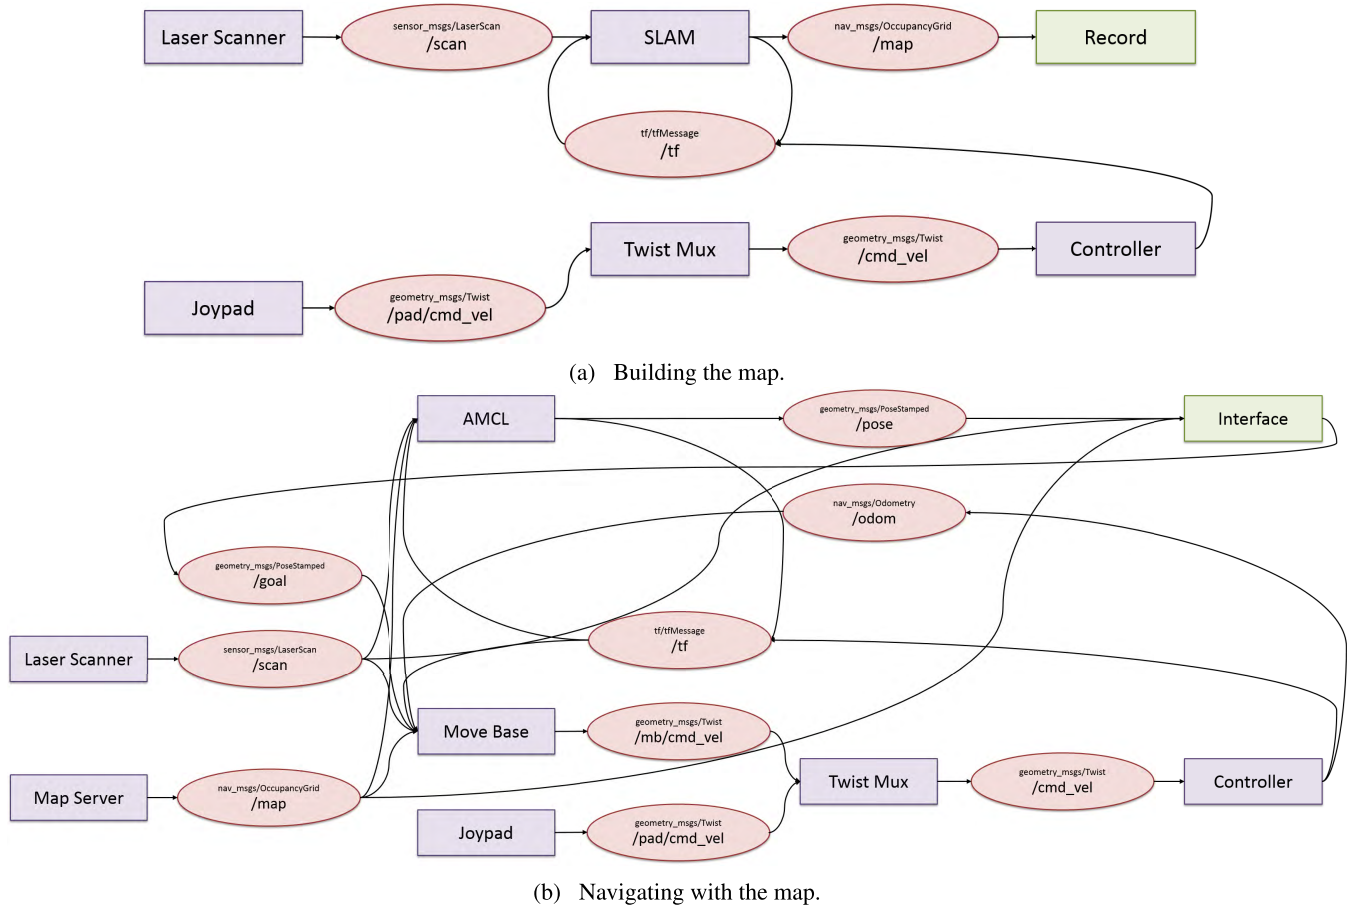 Laser Scanner
sensor_msgs/LaserScan
/scan
SLAM
nav_msgs/OccupancyGrid
/map
Record
tf/tfMessage
/tf
Twist Mux
geometry_msgs/Twist
/cmd_vel
Controller
Joypad
geometry_msgs/Twist
/pad/cmd_vel
(a) Building the map.
AMCL
geometry_msgs/PoseStamped
/pose
Interface
nav_msgs/Odometry
/odom
geometry_msgs/PoseStamped
/goal
Laser Scanner
sensor_msgs/LaserScan
/scan
tf/tfMessage
/tf
Move Base
geometry_msgs/Twist
/mb/cmd_vel
Map Server
nav_msgs/OccupancyGrid
/map
Twist Mux
geometry_msgs/Twist
/cmd_vel
Controller
Joypad
geometry_msgs/Twist
/pad/cmd_vel
(b) Navigating with the map.